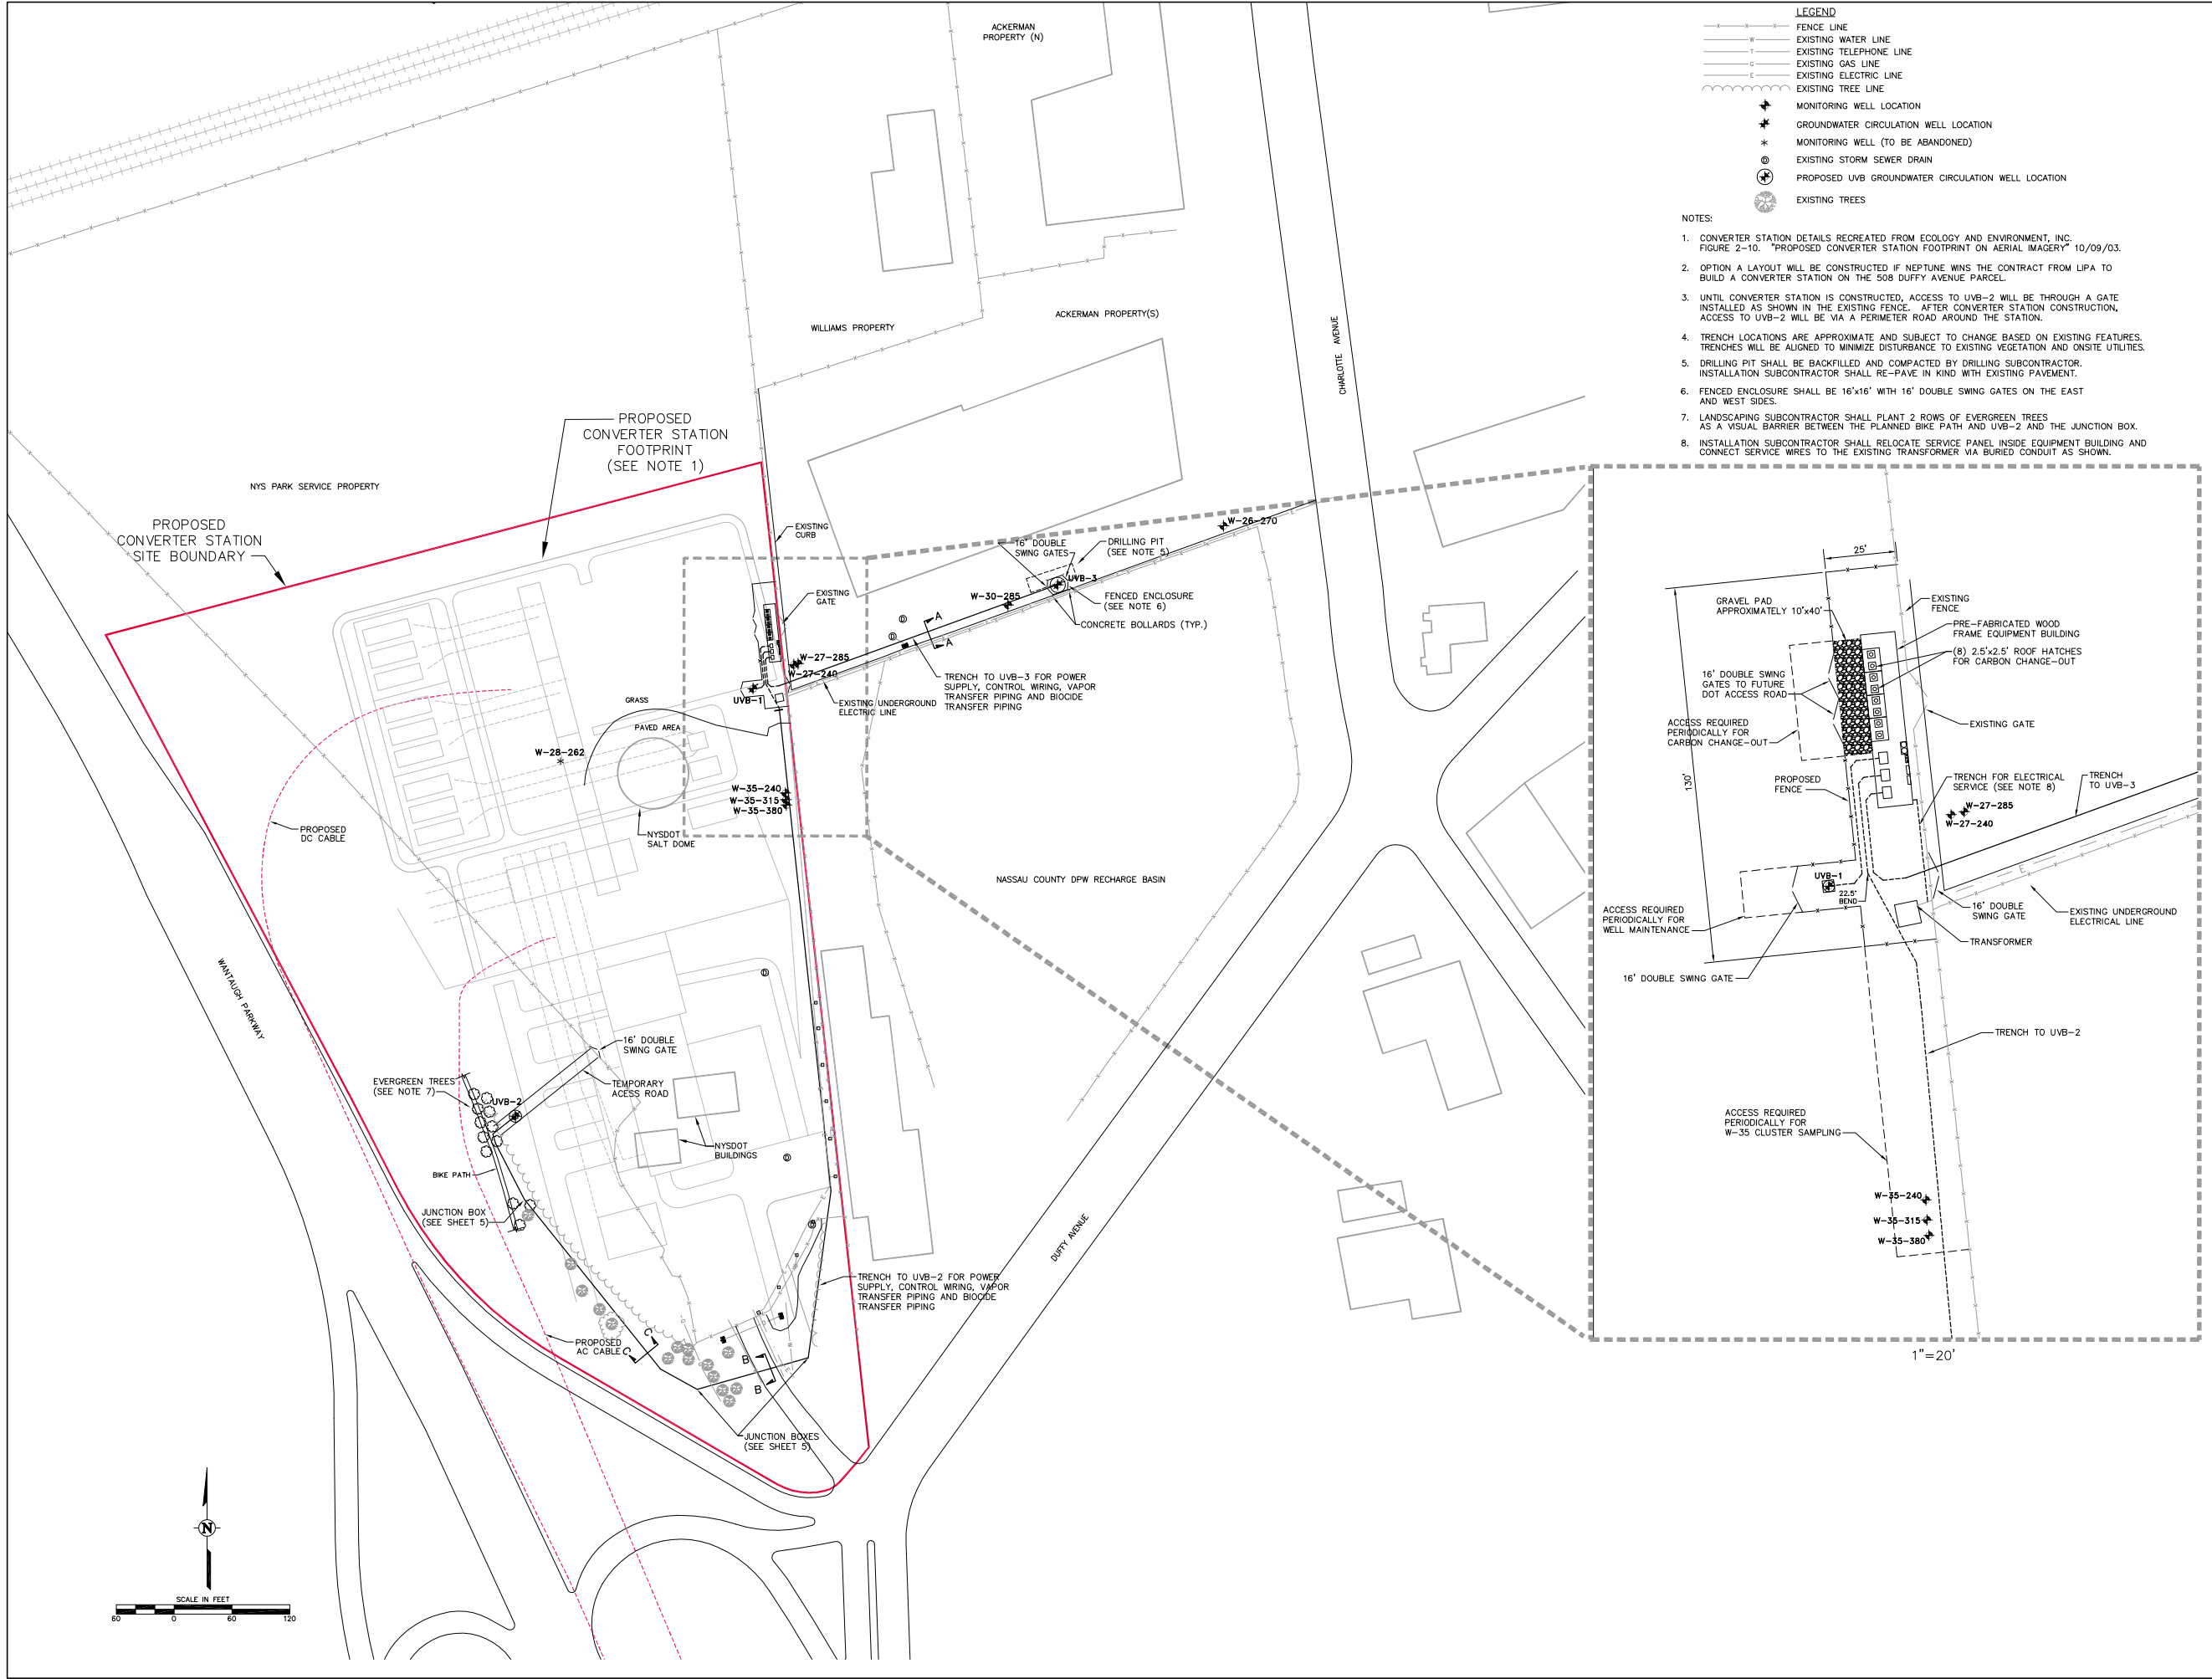 ACKERMAN
PROPERTY (N)
LEGEND
FENCE LINE
EXISTING WATER LINE
EXISTING TELEPHONE LINE
EXISTING GAS LINE
EXISTING ELECTRIC LINE
EXISTING TREE LINE
MONITORING WELL LOCATION
GROUNDWATER CIRCULATION WELL LOCATION
MONITORING WELL (TO BE ABANDONED)
EXISTING STORM SEWER DRAIN
PROPOSED UVB GROUNDWATER CIRCULATION WELL LOCATION
EXISTING TREES
NOTES:
1. CONVERTER STATION DETAILS RECREATED FROM ECOLOGY AND ENVIRONMENT, INC.
FIGURE 2-10. "PROPOSED CONVERTER STATION FOOTPRINT ON AERIAL IMAGERY" 10/09/03.
2. OPTION A LAYOUT WILL BE CONSTRUCTED IF NEPTUNE WINS THE CONTRACT FROM LIPA TO
BUILD A CONVERTER STATION ON THE 508 DUFFY AVENUE PARCEL.
3. UNTIL CONVERTER STATION IS CONSTRUCTED, ACCESS TO UVB-2 WILL BE THROUGH A GATE
INSTALLED AS SHOWN IN THE EXISTING FENCE. AFTER CONVERTER STATION CONSTRUCTION,
ACCESS TO UVB-2 WILL BE VIA A PERIMETER ROAD AROUND THE STATION.
4. TRENCH LOCATIONS ARE APPROXIMATE AND SUBJECT TO CHANGE BASED ON EXISTING FEATURES.
TRENCHES WILL BE ALIGNED TO MINIMIZE DISTURBANCE TO EXISTING VEGETATION AND ONSITE UTILITIES.
5. DRILLING PIT SHALL BE BACKFILLED AND COMPACTED BY DRILLING SUBCONTRACTOR.
INSTALLATION SUBCONTRACTOR SHALL RE-PAVE IN KIND WITH EXISTING PAVEMENT.
6. FENCED ENCLOSURE SHALL BE 16'x16' WITH 16' DOUBLE SWING GATES ON THE EAST
AND WEST SIDES.
7. LANDSCAPING SUBCONTRACTOR SHALL PLANT 2 ROWS OF EVERGREEN TREES
AS A VISUAL BARRIER BETWEEN THE PLANNED BIKE PATH AND UVB-2 AND THE JUNCTION BOX.
8. INSTALLATION SUBCONTRACTOR SHALL RELOCATE SERVICE PANEL INSIDE EQUIPMENT BUILDING AND
CONNECT SERVICE WIRES TO THE EXISTING TRANSFORMER VIA BURIED CONDUIT AS SHOWN.
WILLIAMS PROPERTY
ACKERMAN PROPERTY(S)
CHARLOTTE AVENUE
PROPOSED
CONVERTER STATION
FOOTPRINT
(SEE NOTE 1)
NYS PARK SERVICE PROPERTY
PROPOSED
CONVERTER STATION
SITE BOUNDARY
EXISTING
CURB
W-26-270
16' DOUBLE
SWING GATES
DRILLING PIT
(SEE NOTE 5)
UVB-3
EXISTING
GATE
W-30-285
FENCED ENCLOSURE
(SEE NOTE 6)
CONCRETE BOLLARDS (TYP.)
A
A
W-27-285
W-27-240
TRENCH TO UVB-3 FOR POWER
SUPPLY, CONTROL WIRING, VAPOR
TRANSFER PIPING AND BIOCIDE
TRANSFER PIPING
UVB-1
EXISTING UNDERGROUND
ELECTRIC LINE
GRASS
PAVED AREA
W-28-262
W-35-240
W-35-315
W-35-380
PROPOSED
DC CABLE
NYSDOT
SALT DOME
NASSAU COUNTY DPW RECHARGE BASIN
WANTAUGH PARKWAY
16' DOUBLE
SWING GATE
EVERGREEN TREES
(SEE NOTE 7)
TEMPORARY
ACESS ROAD
UVB-2
NYSDOT
BUILDINGS
BIKE PATH
JUNCTION BOX
(SEE SHEET 5)
DUFFY AVENUE
TRENCH TO UVB-2 FOR POWER
SUPPLY, CONTROL WIRING, VAPOR
TRANSFER PIPING AND BIOCIDE
TRANSFER PIPING
PROPOSED
AC CABLE
C
C
B
B
JUNCTION BOXES
(SEE SHEET 5)
N
SCALE IN FEET
60 0 60 120
25'
GRAVEL PAD
APPROXIMATELY 10'x40'
EXISTING
FENCE
PRE-FABRICATED WOOD
FRAME EQUIPMENT BUILDING
(8) 2.5'x2.5' ROOF HATCHES
FOR CARBON CHANGE-OUT
16' DOUBLE SWING
GATES TO FUTURE
DOT ACCESS ROAD
EXISTING GATE
ACCESS REQUIRED
PERIODICALLY FOR
CARBON CHANGE-OUT
130'
PROPOSED
FENCE
TRENCH FOR ELECTRICAL
SERVICE (SEE NOTE 8)
TRENCH
TO UVB-3
W-27-285
W-27-240
UVB-1
22.5°
BEND
E
ACCESS REQUIRED
PERIODICALLY FOR
WELL MAINTENANCE
16' DOUBLE
SWING GATE
EXISTING UNDERGROUND
ELECTRICAL LINE
TRANSFORMER
16' DOUBLE SWING GATE
TRENCH TO UVB-2
ACCESS REQUIRED
PERIODICALLY FOR
W-35 CLUSTER SAMPLING
W-35-240
W-35-315
W-35-380
1"=20'